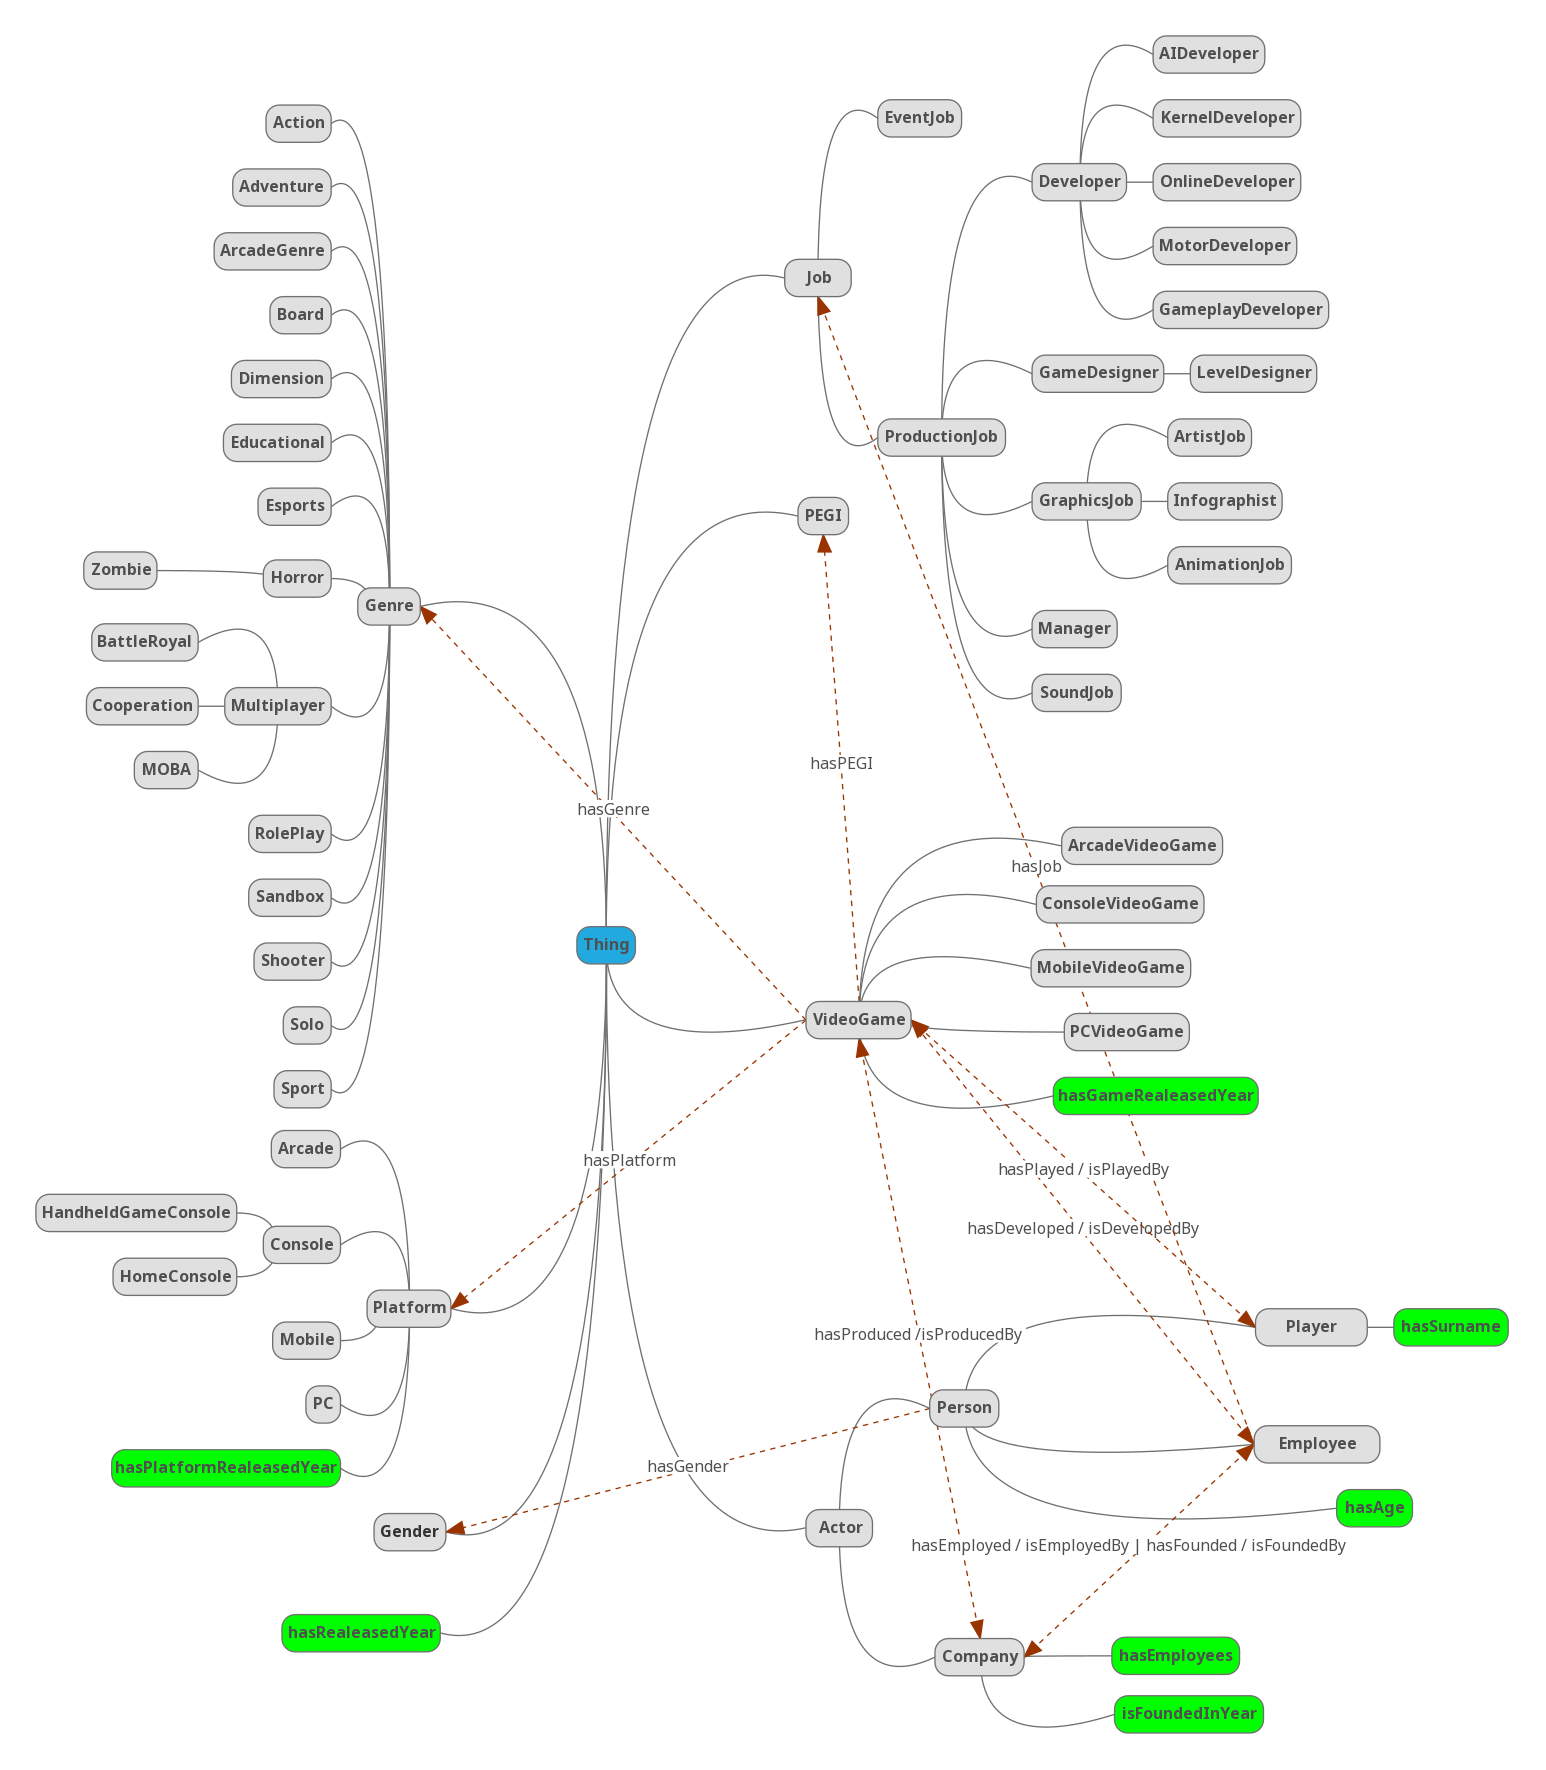 Action
Adventure
ArcadeGenre
Board
Dimension
Educational
Esports
Zombie
Horror
Genre
BattleRoyal
Cooperation
Multiplayer
MOBA
RolePlay
Sandbox
Shooter
Solo
Sport
Arcade
HandheldGameConsole
Console
HomeConsole
Platform
Mobile
PC
hasPlatformRealeasedYear
Gender
hasRealeasedYear
Thing
hasGenre
hasPlatform
hasGender
EventJob
Job
ProductionJob
PEGI
hasPEGI
AIDeveloper
KernelDeveloper
Developer
OnlineDeveloper
MotorDeveloper
GameplayDeveloper
GameDesigner
LevelDesigner
ArtistJob
GraphicsJob
Infographist
AnimationJob
Manager
SoundJob
ArcadeVideoGame
hasJob
ConsoleVideoGame
MobileVideoGame
VideoGame
PCVideoGame
hasGameRealeasedYear
hasPlayed / isPlayedBy
hasDeveloped / isDevelopedBy
hasProduced /isProducedBy
Player
hasSurname
Person
Employee
hasAge
Actor
hasEmployed / isEmployedBy | hasFounded / isFoundedBy
Company
hasEmployees
isFoundedInYear